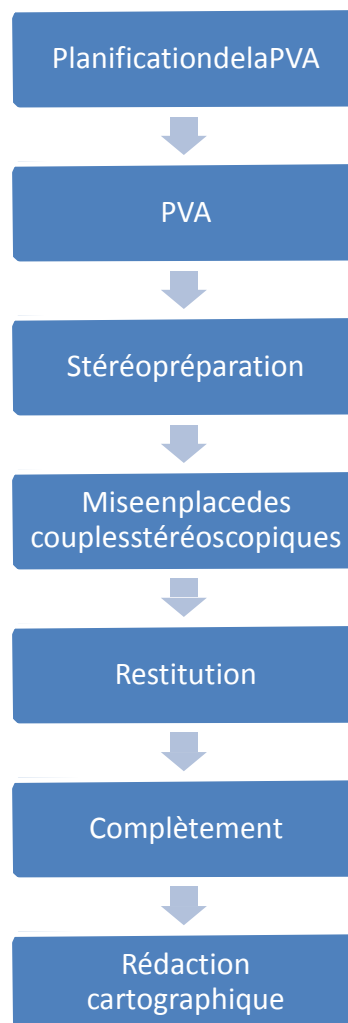 PlanificationdelaPVA
PVA
Stéréopréparation
Miseenplacedes
couplesstéréoscopiques
Restitution
Complètement
Rédaction
cartographique